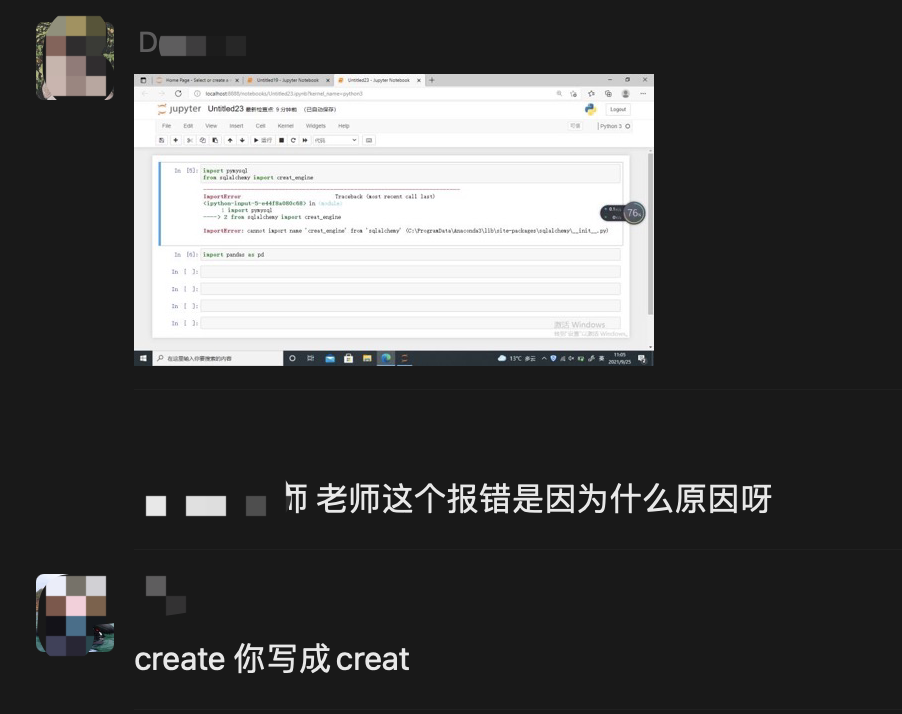 D
Home Page - Select or create a
Untitled19 - Jupyter Notebook
Untitled23 - Jupyter Notebook
localhost:8888/notebooks/Untitled23.ipynb?kernel_name=python3
jupyter Untitled23 最新检查点: 9 分钟前 (已自动保存)
Logout
File Edit View Insert Cell Kernel Widgets Help
可信 Python 3
运行 代码
In [5]: import pymysql
from sqlalchemy import creat_engine
ImportError Traceback (most recent call last)
<ipython-input-5-e44f8a080c68> in <module>
1 import pymysql
----> 2 from sqlalchemy import creat_engine
ImportError: cannot import name 'creat_engine' from 'sqlalchemy' (C:\ProgramData\Anaconda3\lib\site-packages\sqlalchemy\__init__.py)
76%
In [6]: import pandas as pd
In [ ]:
In [ ]:
In [ ]:
In [ ]:
激活 Windows
转到"设置"以激活 Windows。
在这里输入你要搜索的内容
13°C 多云
英
11:05
2021/9/25
师 老师这个报错是因为什么原因呀
create 你写成creat